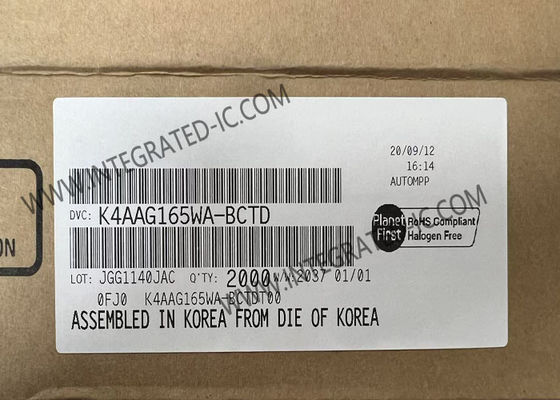 20/09/12
16:14
AUTOMPP
DVC: K4AAG165WA-BCTD
Planet First RoHS Compliant
Halogen Free
LOT: JGG1140JAC Q'TY: 2000 2037 01/01
0FJ0 K4AAG165WA-BCTDT00
ASSEMBLED IN KOREA FROM DIE OF KOREA
ON
WWW.INTEGRATED-IC.COM
WWW.INTEGRATED-IC.COM